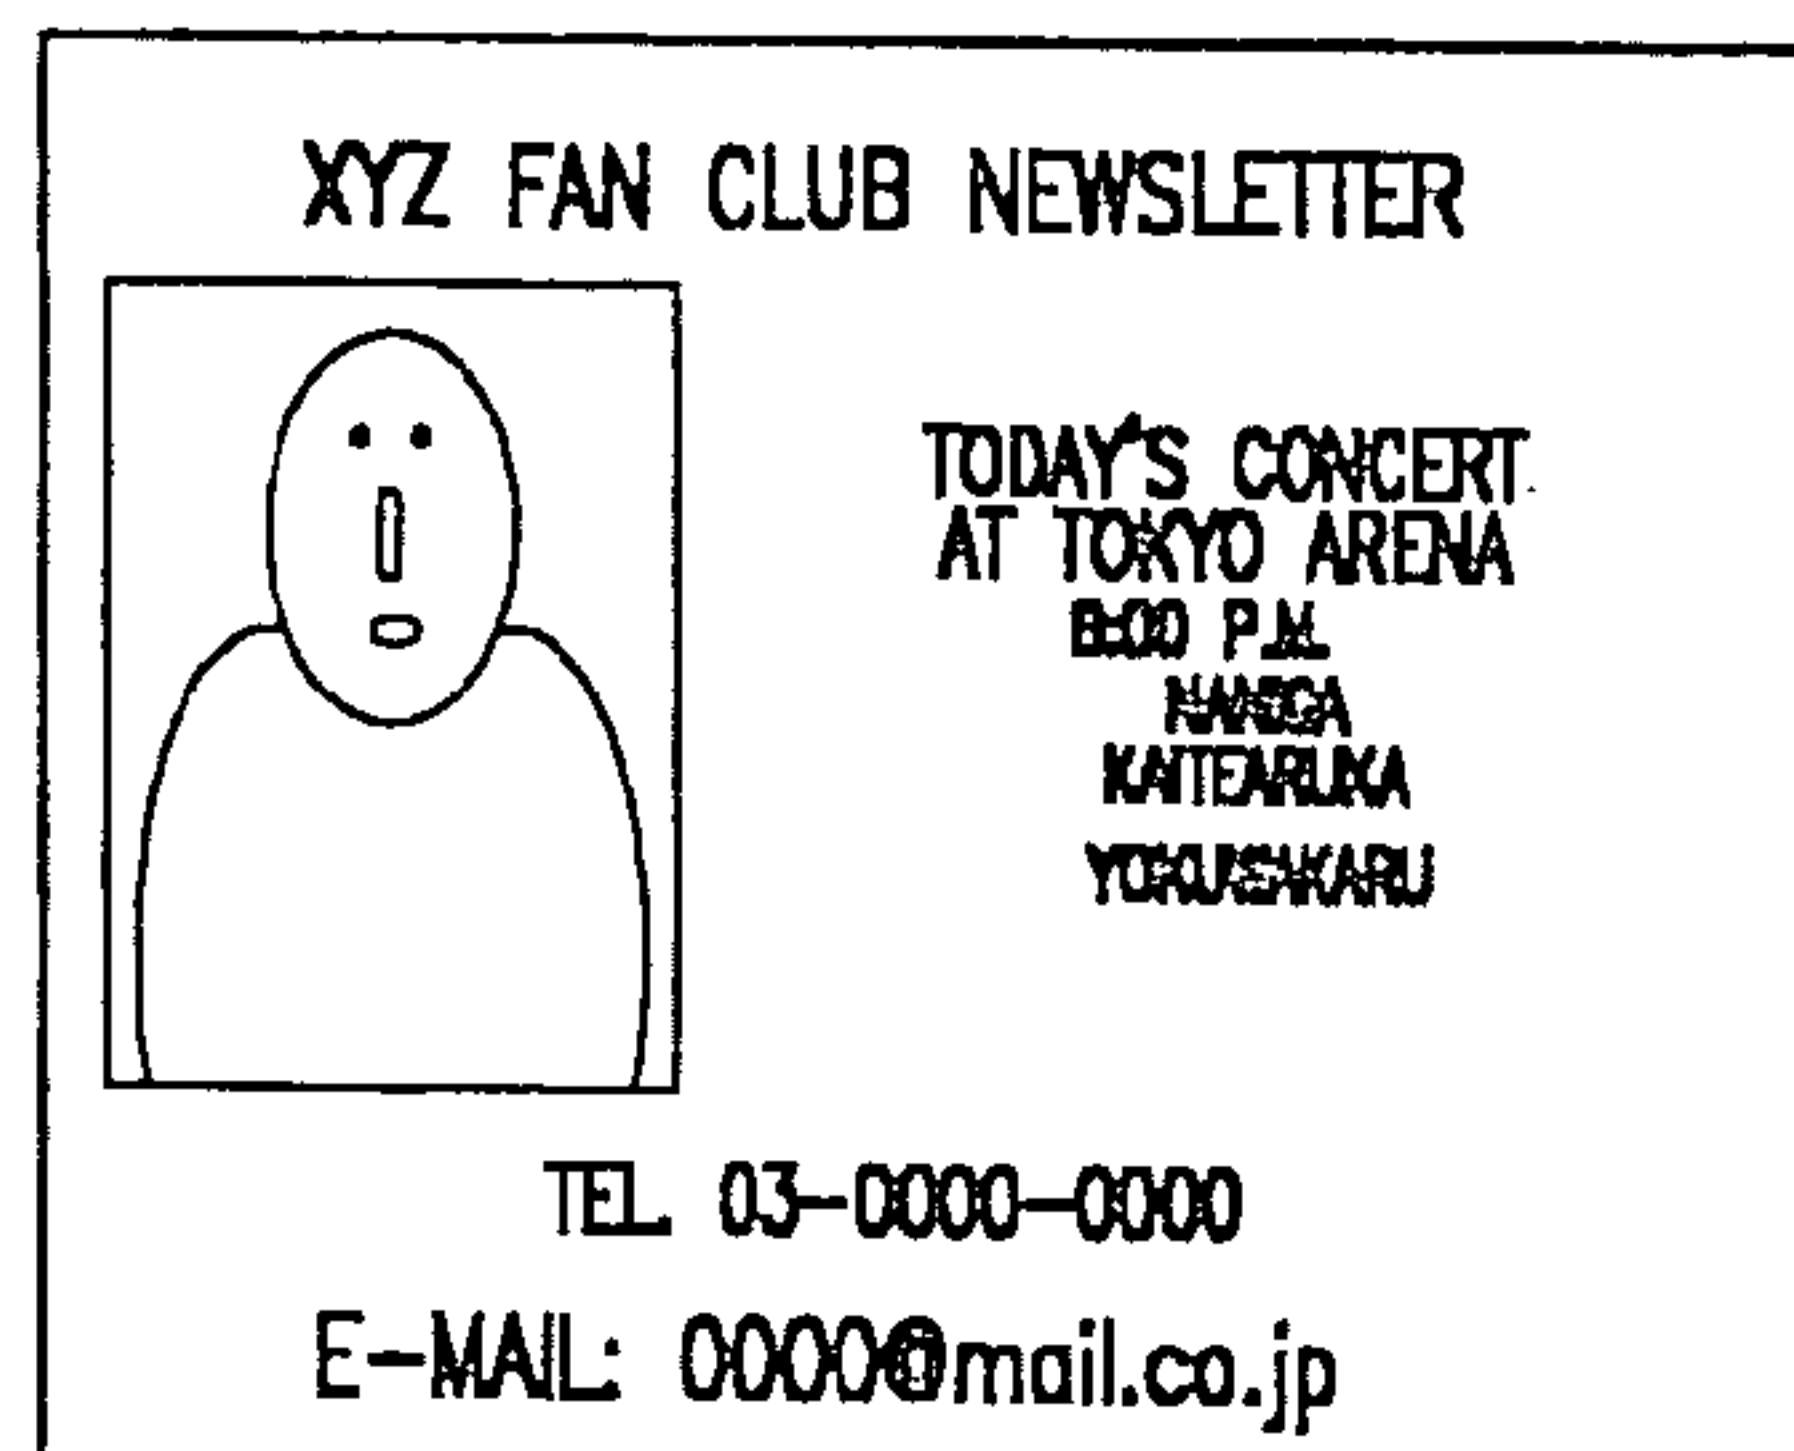 XYZ FAN CLUB NEWSLETTER
TODAY'S CONCERT
AT TOKYO ARENA
KAITEARUKA
TEL. 03-0000-0000
E-MAIL: 0000@mail.co.jp
P.M.